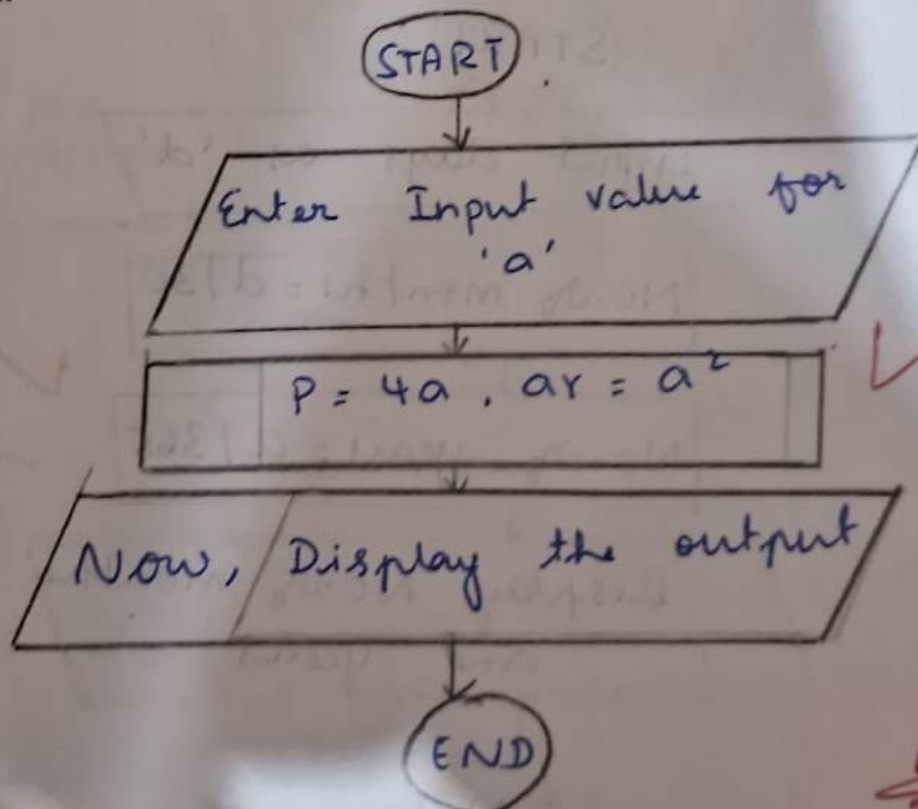 START
Enter Input value for
'a'
P = 4a , ar = a²
Now, Display the output
END